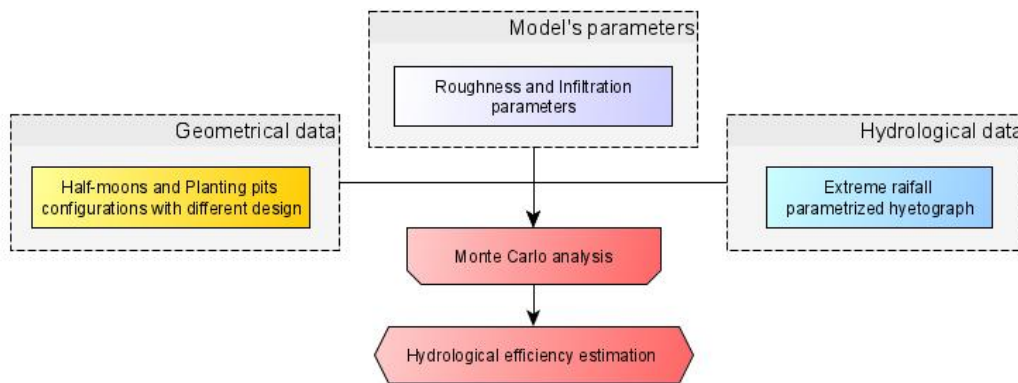 Model's parameters
Roughness and Infiltration
parameters
Geometrical data
Half-moons and Planting pits
configurations with different design
Hydrological data
Extreme raifall
parametrized hyetograph
Monte Carlo analysis
Hydrological efficiency estimation